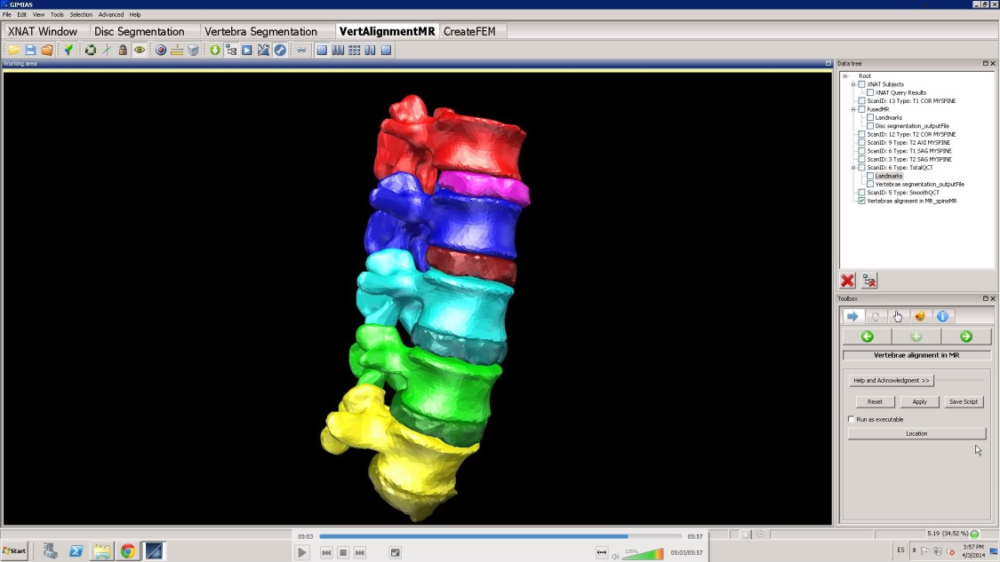 GIMIAS
File Edit View Tools Selection Advanced Help
XNAT Window Disc Segmentation Vertebra Segmentation VertAlignmentMR CreateFEM
Working area
Data tree
Root
XNAT Subjects
XNAT Query Results
ScanID: 13 Type: T1 COR MYSPINE
fusedMR
Landmarks
Disc segmentation_outputFile
ScanID: 12 Type: T2 COR MYSPINE
ScanID: 9 Type: T2 AXI MYSPINE
ScanID: 6 Type: T1 SAG MYSPINE
ScanID: 3 Type: T2 SAG MYSPINE
ScanID: 6 Type: TotalQCT
Landmarks
Vertebrae segmentation_outputFile
ScanID: 5 Type: SmoothQCT
Vertebrae alignment in MR_spineMR
Toolbox
Vertebrae alignment in MR
Help and Acknowledgment >>
Reset Apply Save Script
Run as executable
Location
5.19 (34.52 %)
05:03 05:57
120%
05:03/05:57
Start
ES
3:57 PM
4/3/2014